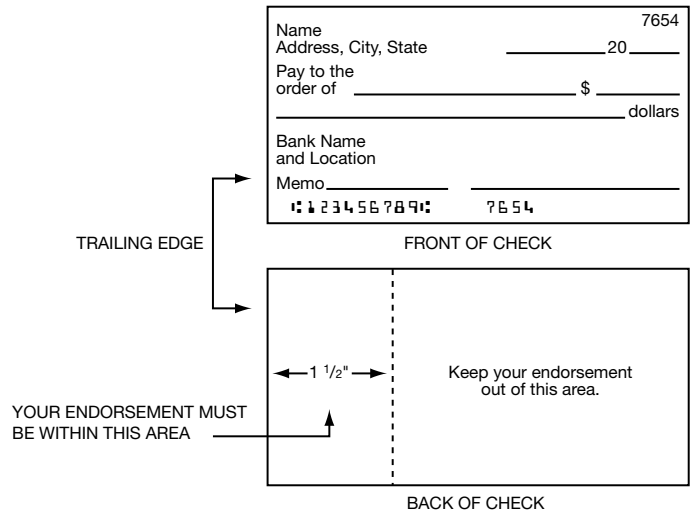 7654
Name
Address, City, State 20
Pay to the
order of $
dollars
Bank Name
and Location
Memo
⑆123456789⑆ 7654
TRAILING EDGE
FRONT OF CHECK
1 1/2"
Keep your endorsement
out of this area.
YOUR ENDORSEMENT MUST
BE WITHIN THIS AREA
BACK OF CHECK